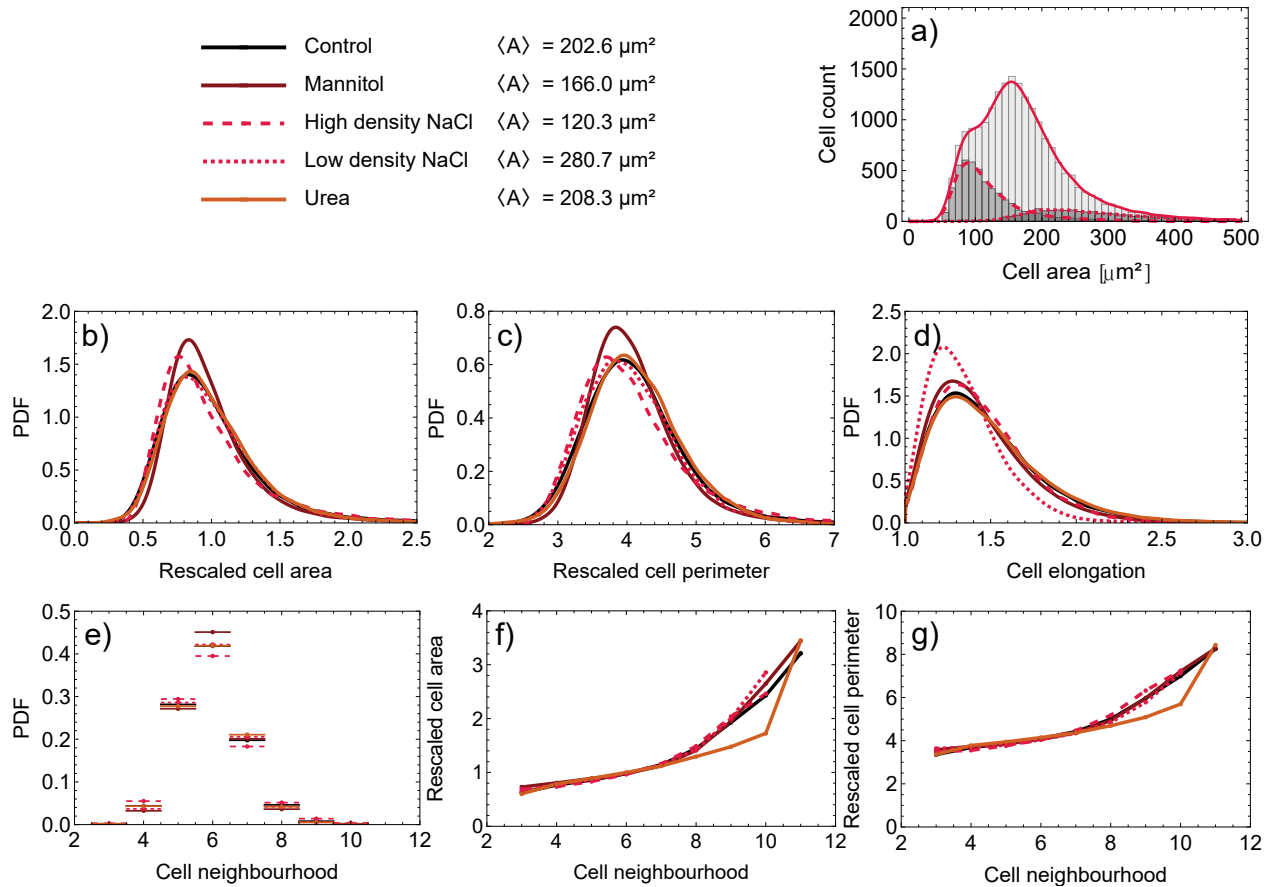 Control ⟨A⟩ = 202.6 μm²
Mannitol ⟨A⟩ = 166.0 μm²
High density NaCl ⟨A⟩ = 120.3 μm²
Low density NaCl ⟨A⟩ = 280.7 μm²
Urea ⟨A⟩ = 208.3 μm²
a)
Cell count
2000
1500
1000
500
0
0 100 200 300 400 500
Cell area [μm²]
b)
PDF
2.0
1.5
1.0
0.5
0.0
0.0 0.5 1.0 1.5 2.0 2.5
Rescaled cell area
c)
PDF
0.8
0.6
0.4
0.2
0.0
2 3 4 5 6 7
Rescaled cell perimeter
d)
PDF
2.5
2.0
1.5
1.0
0.5
0.0
1.0 1.5 2.0 2.5 3.0
Cell elongation
e)
PDF
0.5
0.4
0.3
0.2
0.1
0.0
2 4 6 8 10 12
Cell neighbourhood
f)
Rescaled cell area
4
3
2
1
0
2 4 6 8 10 12
Cell neighbourhood
g)
Rescaled cell perimeter
10
8
6
4
2
0
2 4 6 8 10 12
Cell neighbourhood